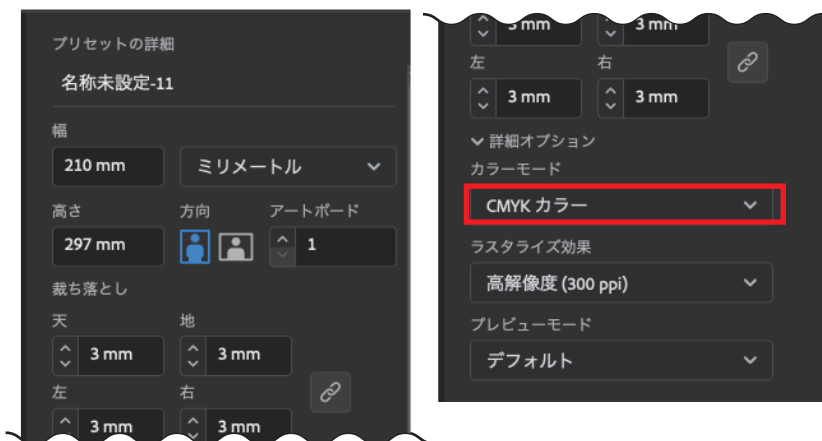 プリセットの詳細
名称未設定-11
幅
210 mm ミリメートル
高さ 方向 アートボード
297 mm 1
裁ち落とし
天 地
3 mm 3 mm
左 右
3 mm 3 mm
3 mm 3 mm
左 右
3 mm 3 mm
詳細オプション
カラーモード
CMYK カラー
ラスタライズ効果
高解像度 (300 ppi)
プレビューモード
デフォルト